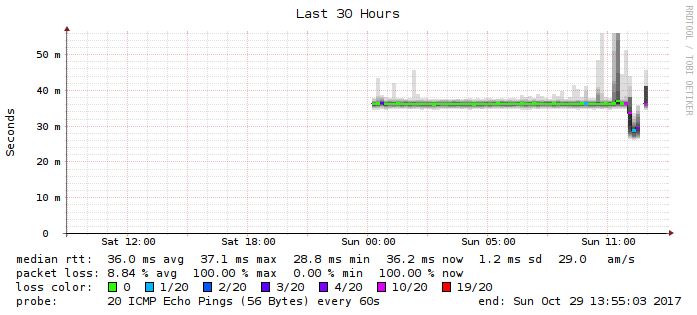 Last 30 Hours
RRDTOOL / TOBI OETIKER
Seconds
50 m
40 m
30 m
20 m
10 m
0
Sat 12:00 Sat 18:00 Sun 00:00 Sun 05:00 Sun 11:00
median rtt: 36.0 ms avg 37.1 ms max 28.8 ms min 36.2 ms now 1.2 ms sd 29.0 am/s
packet loss: 8.84 % avg 100.00 % max 0.00 % min 100.00 % now
loss color: 0 1/20 2/20 3/20 4/20 10/20 19/20
probe: 20 ICMP Echo Pings (56 Bytes) every 60s end: Sun Oct 29 13:55:03 2017